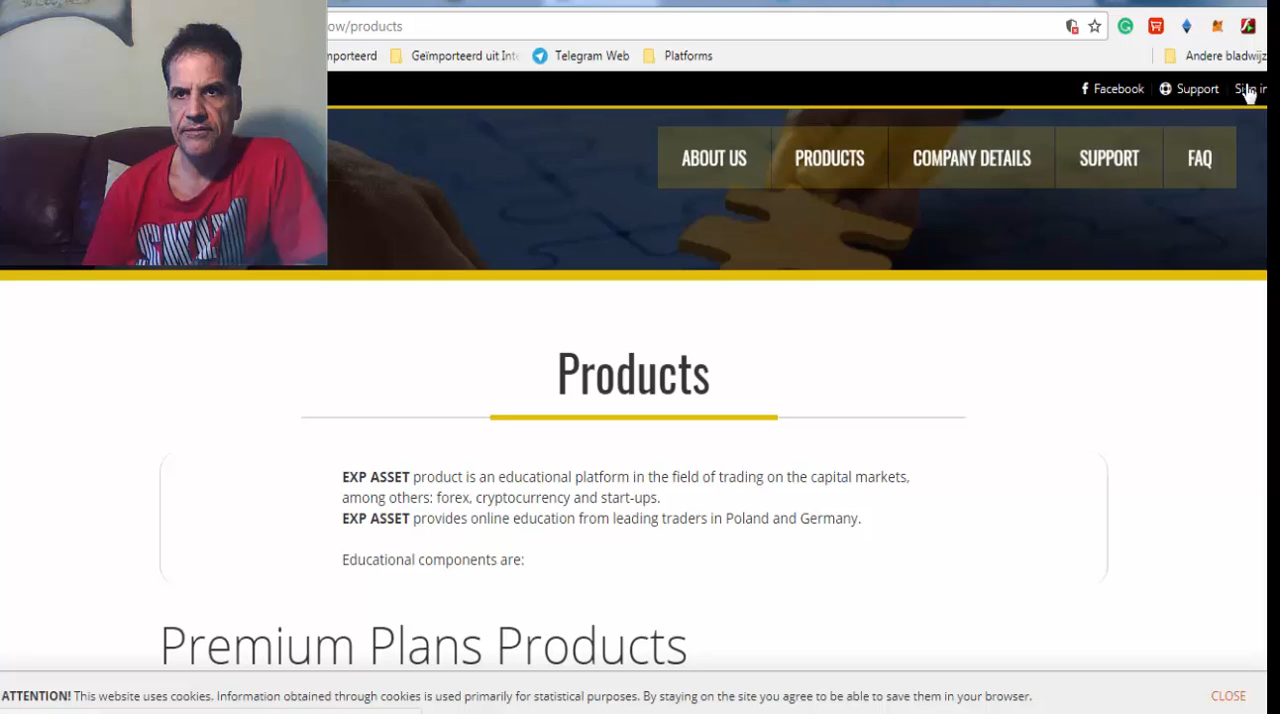 ow/products
mporteerd Geïmporteerd uit Inte Telegram Web Platforms Andere bladwijz
Facebook Support Sign in
ABOUT US PRODUCTS COMPANY DETAILS SUPPORT FAQ
Products
EXP ASSET product is an educational platform in the field of trading on the capital markets,
among others: forex, cryptocurrency and start-ups.
EXP ASSET provides online education from leading traders in Poland and Germany.
Educational components are:
Premium Plans Products
ATTENTION! This website uses cookies. Information obtained through cookies is used primarily for statistical purposes. By staying on the site you agree to be able to save them in your browser. CLOSE